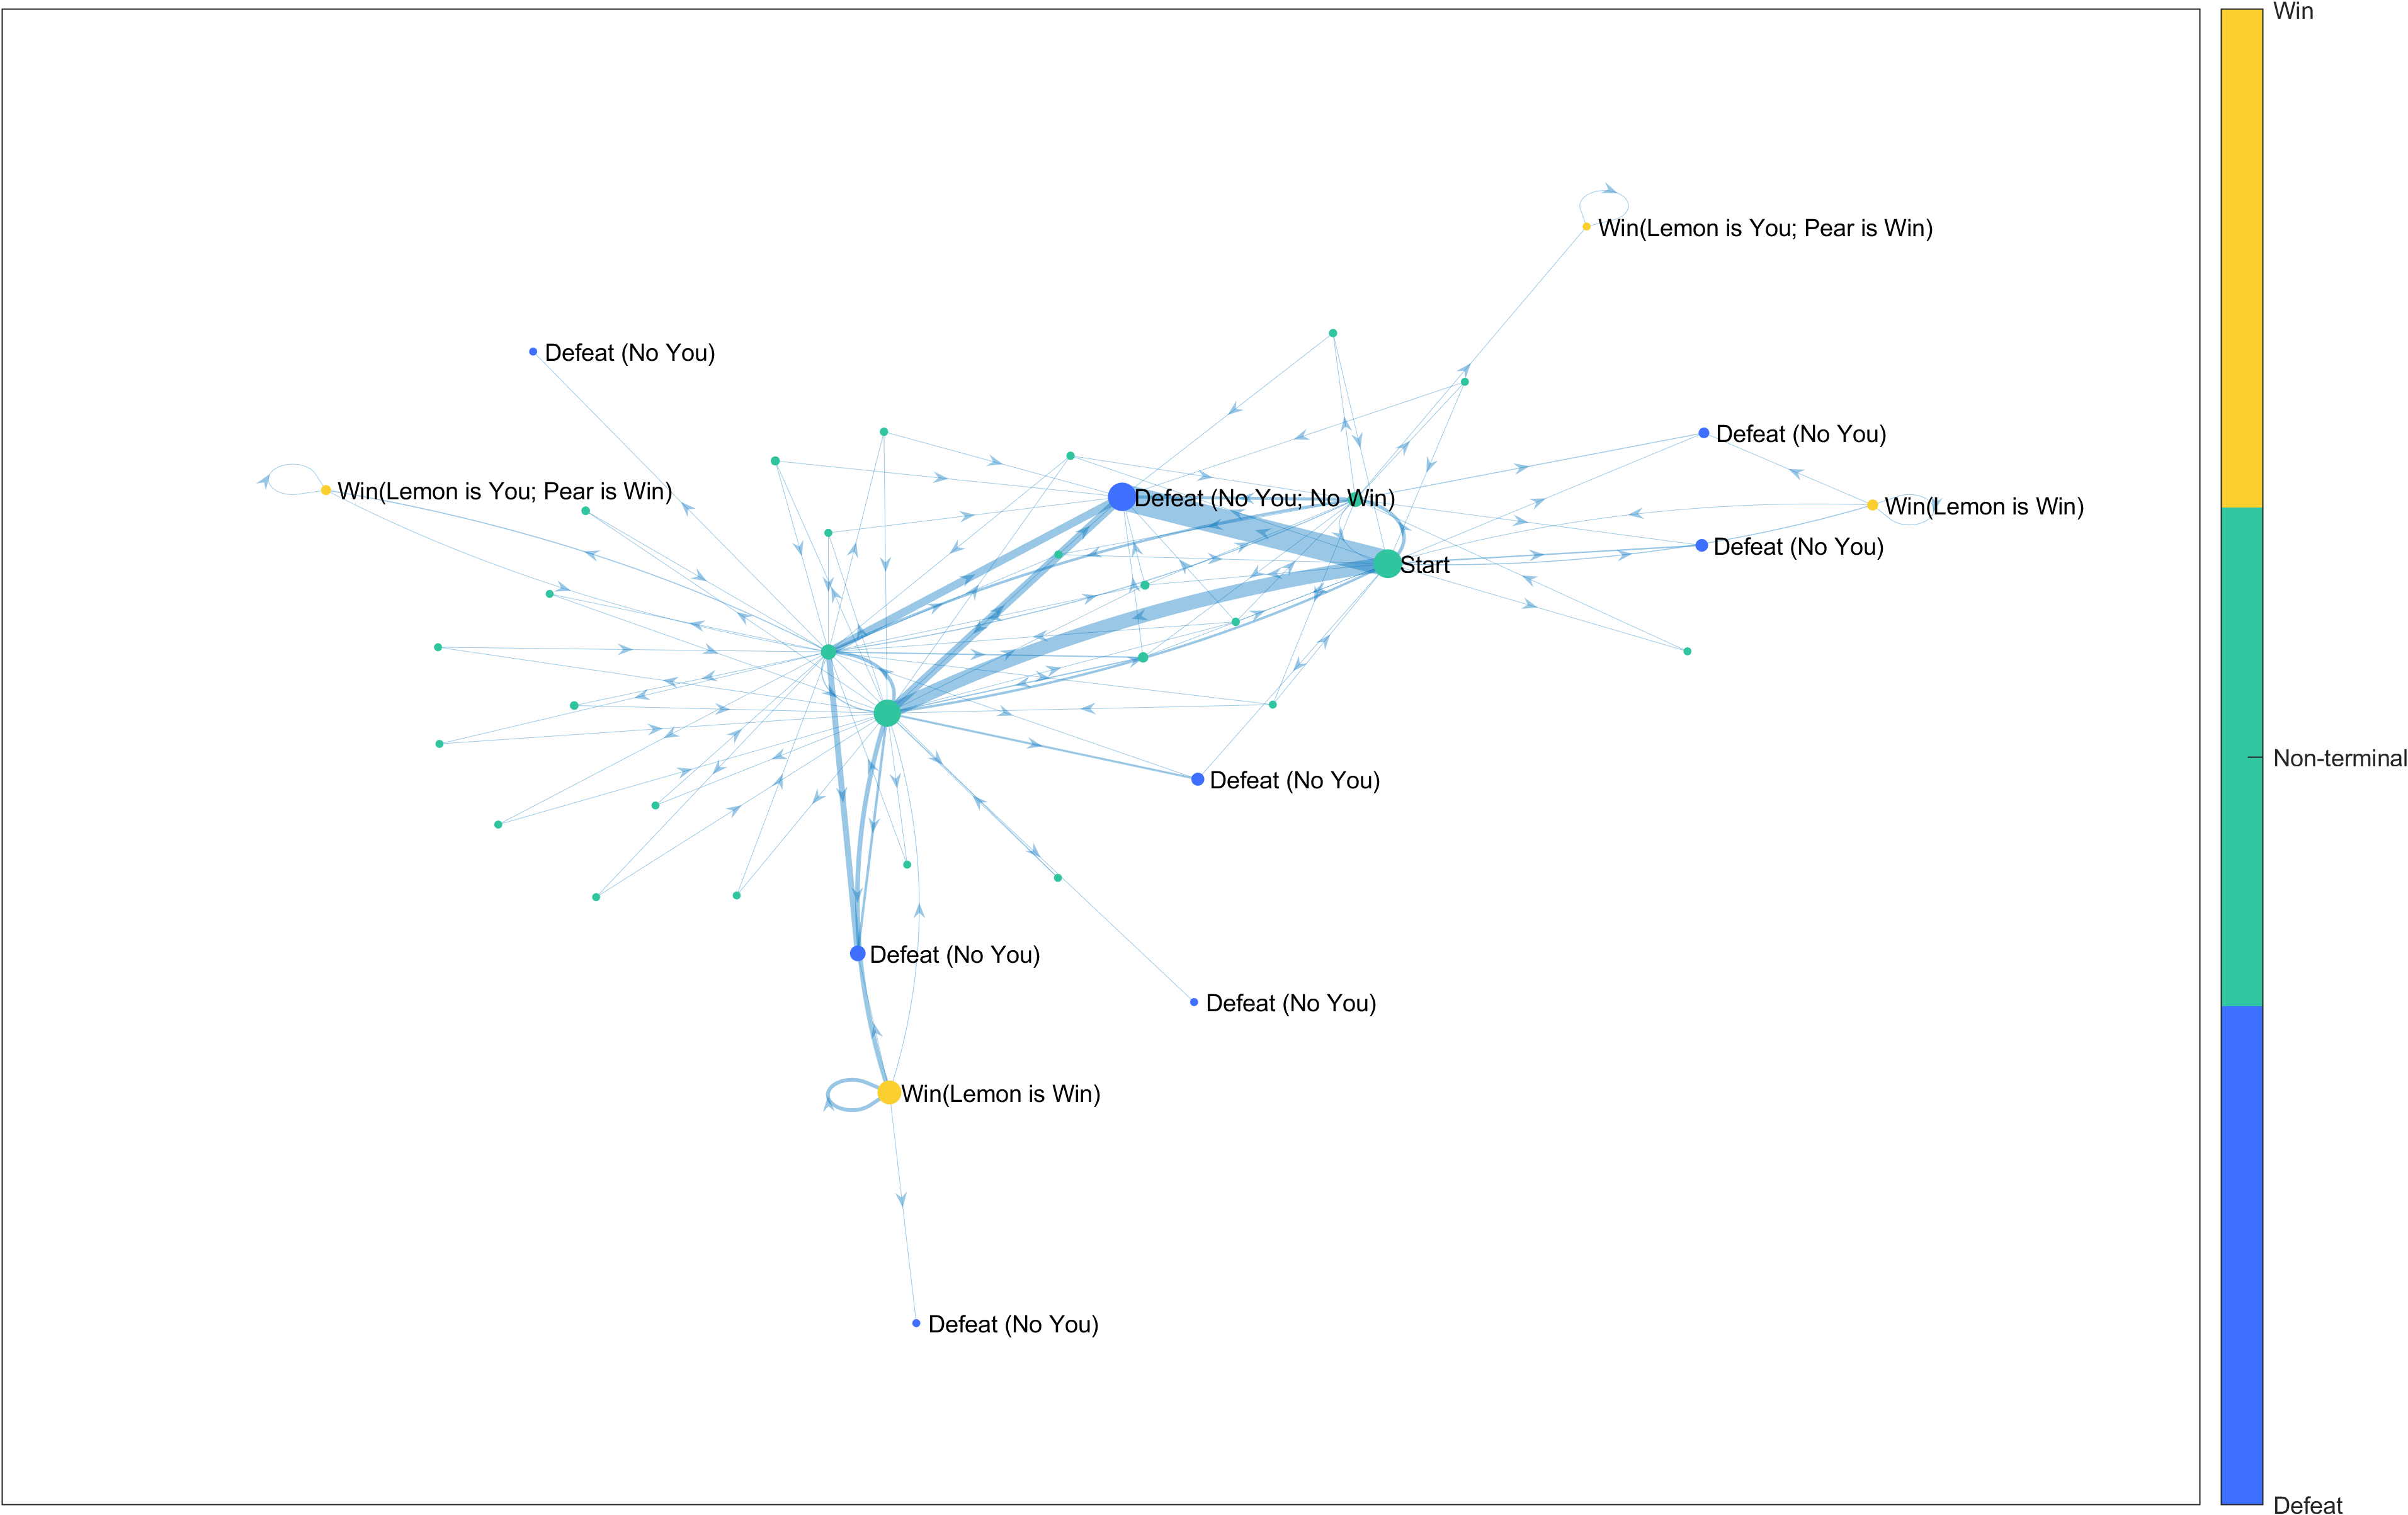 Win
Win(Lemon is You; Pear is Win)
Defeat (No You)
Defeat (No You)
Win(Lemon is You; Pear is Win)
Defeat (No You; No Win)
Win(Lemon is Win)
Defeat (No You)
Start
Non-terminal
Defeat (No You)
Defeat (No You)
Defeat (No You)
Win(Lemon is Win)
Defeat (No You)
Defeat